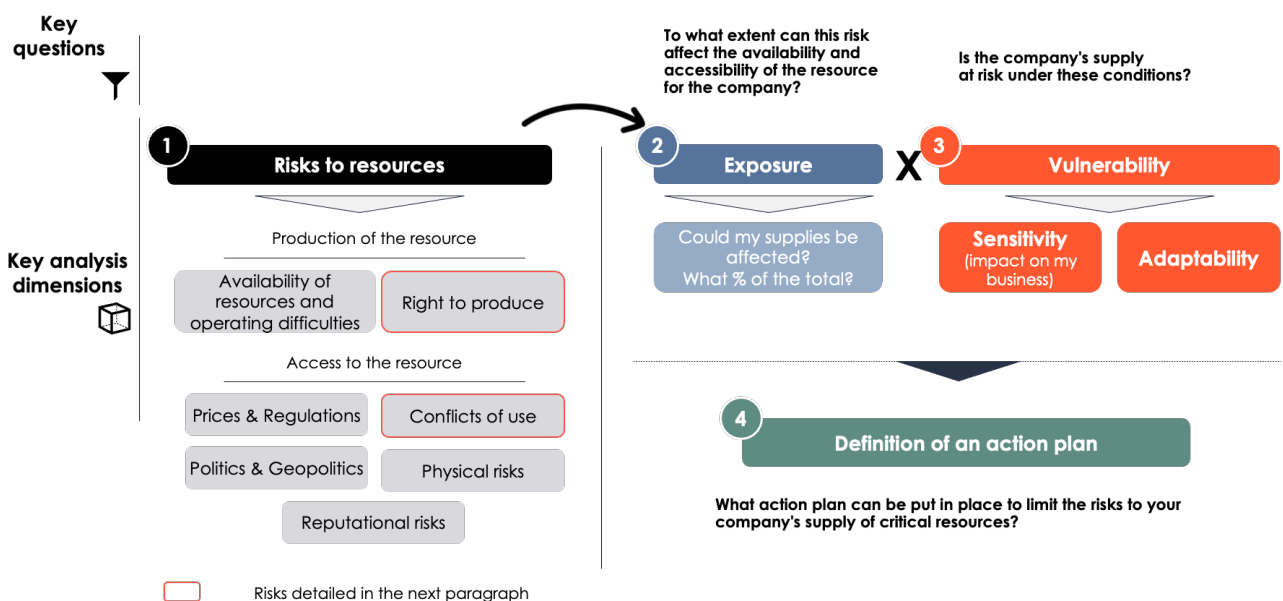 Key
questions
To what extent can this risk
affect the availability and
accessibility of the resource
for the company?
Is the company's supply
at risk under these conditions?
1
Risks to resources
2
Exposure
X
3
Vulnerability
Key analysis
dimensions
Production of the resource
Availability of
resources and
operating difficulties
Right to produce
Access to the resource
Prices & Regulations
Conflicts of use
Politics & Geopolitics
Physical risks
Reputational risks
Could my supplies be
affected?
What % of the total?
Sensitivity
(impact on my
business)
Adaptability
4
Definition of an action plan
What action plan can be put in place to limit the risks to your
company's supply of critical resources?
Risks detailed in the next paragraph